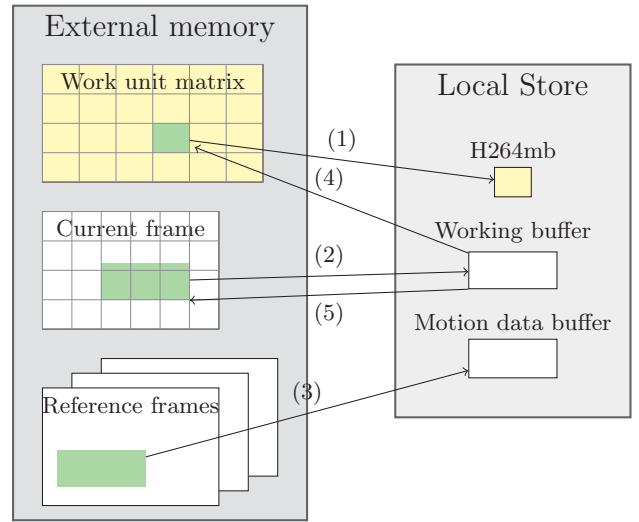 External memory
Work unit matrix
Local Store
(1)
H264mb
(4)
Current frame
Working buffer
(2)
(5)
Motion data buffer
(3)
Reference frames